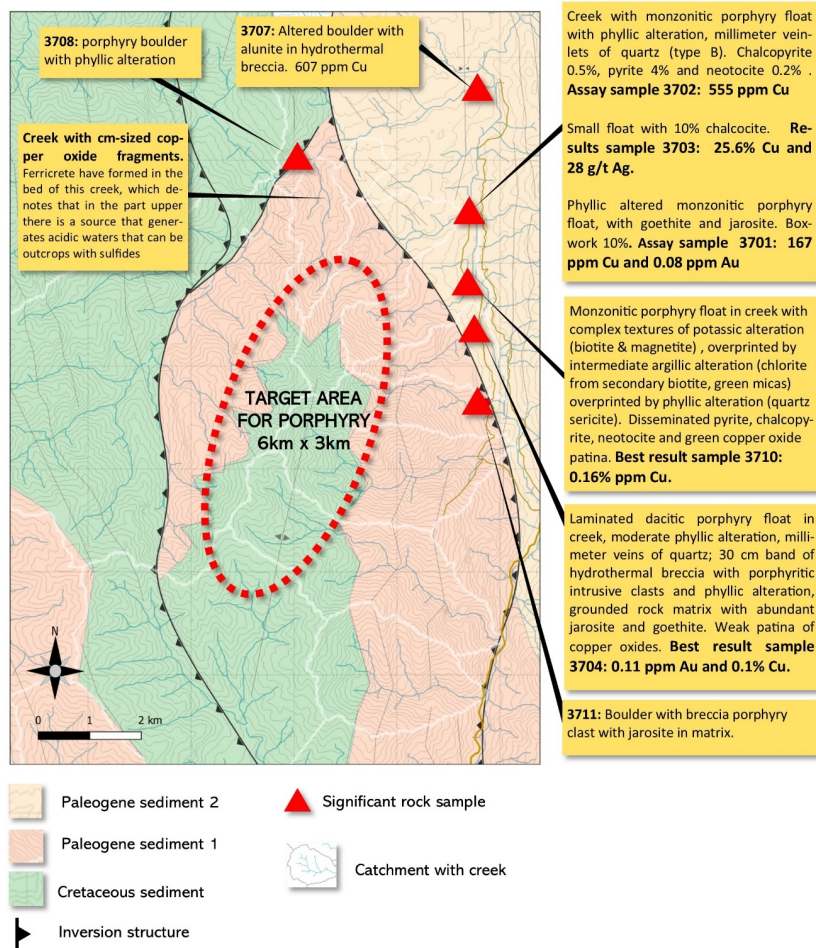 3708: porphyry boulder
with phyllic alteration
3707: Altered boulder with
alunite in hydrothermal
breccia. 607 ppm Cu
Creek with cm-sized cop-
per oxide fragments.
Ferricrete have formed in the
bed of this creek, which de-
notes that in the part upper
there is a source that gener-
ates acidic waters that can be
outcrops with sulfides
TARGET AREA
FOR PORPHYRY
6km x 3km
N
0 1 2 km
Creek with monzonitic porphyry float
with phyllic alteration, millimeter vein-
lets of quartz (type B). Chalcopyrite
0.5%, pyrite 4% and neotocite 0.2% .
Assay sample 3702: 555 ppm Cu
Small float with 10% chalcocite. Re-
sults sample 3703: 25.6% Cu and
28 g/t Ag.
Phyllic altered monzonitic porphyry
float, with goethite and jarosite. Box-
work 10%. Assay sample 3701: 167
ppm Cu and 0.08 ppm Au
Monzonitic porphyry float in creek with
complex textures of potassic alteration
(biotite & magnetite) , overprinted by
intermediate argillic alteration (chlorite
from secondary biotite, green micas)
overprinted by phyllic alteration (quartz
sericite). Disseminated pyrite, chalcopy-
rite, neotocite and green copper oxide
patina. Best result sample 3710:
0.16% ppm Cu.
Laminated dacitic porphyry float in
creek, moderate phyllic alteration, milli-
meter veins of quartz; 30 cm band of
hydrothermal breccia with porphyritic
intrusive clasts and phyllic alteration,
grounded rock matrix with abundant
jarosite and goethite. Weak patina of
copper oxides. Best result sample
3704: 0.11 ppm Au and 0.1% Cu.
3711: Boulder with breccia porphyry
clast with jarosite in matrix.
Paleogene sediment 2
Paleogene sediment 1
Cretaceous sediment
Inversion structure
Significant rock sample
Catchment with creek